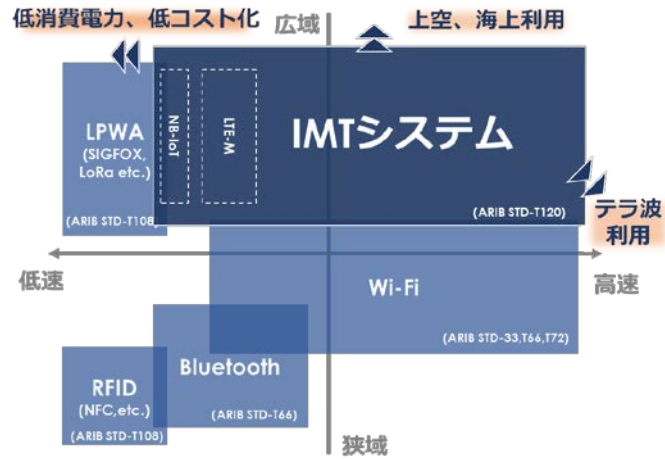 低消費電力、低コスト化
広域
上空、海上利用
LPWA
(SIGFOX,
LoRa etc.)
(ARIB STD-T108)
NB-IoT
LTE-M
IMTシステム
(ARIB STD-T120)
テラ波
利用
低速
高速
Wi-Fi
(ARIB STD-33,T66,T72)
Bluetooth
(ARIB STD-T66)
RFID
(NFC,etc.)
(ARIB STD-T108)
狭域